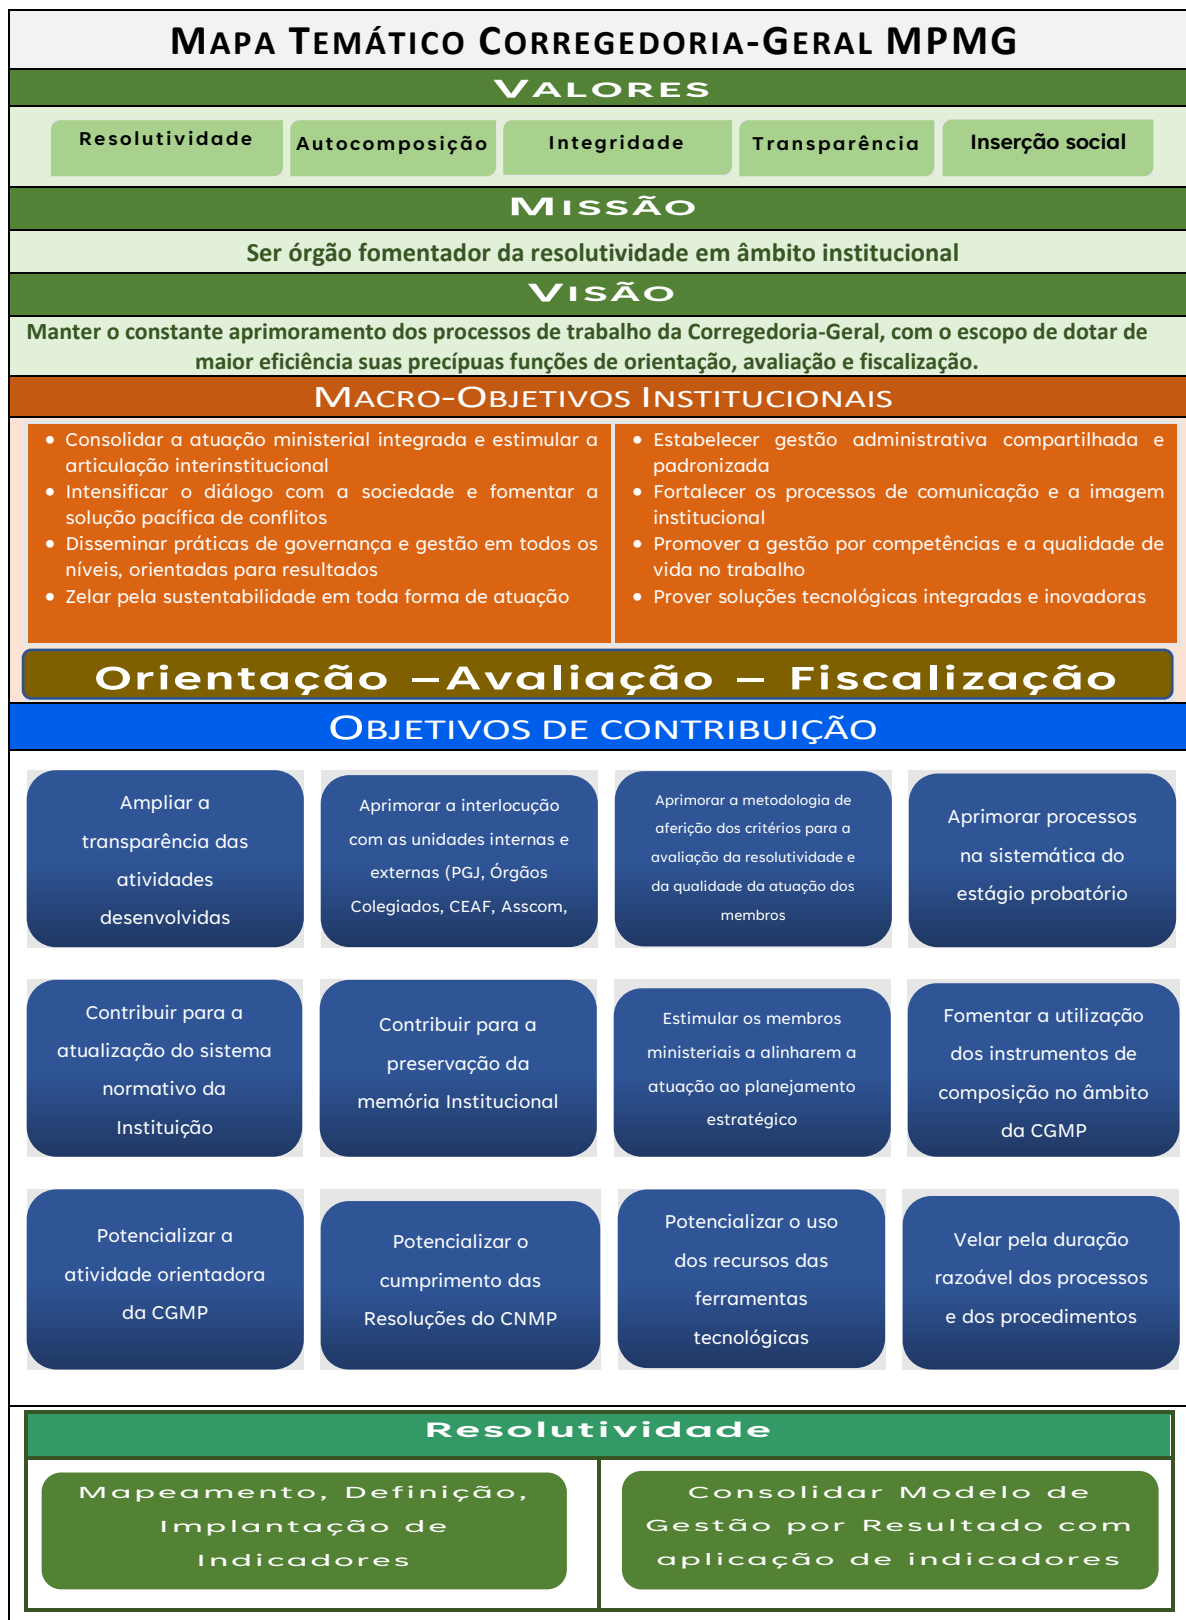 MAPA TEMÁTICO CORREGEDORIA-GERAL MPMG
VALORES
Resolutividade
Autocomposição
Integridade
Transparência
Inserção social
MISSÃO
Ser órgão fomentador da resolutividade em âmbito institucional
VISÃO
Manter o constante aprimoramento dos processos de trabalho da Corregedoria-Geral, com o escopo de dotar de
maior eficiência suas precípuas funções de orientação, avaliação e fiscalização.
MACRO-OBJETIVOS INSTITUCIONAIS
• Consolidar a atuação ministerial integrada e estimular a
articulação interinstitucional
• Intensificar o diálogo com a sociedade e fomentar a
solução pacífica de conflitos
• Disseminar práticas de governança e gestão em todos os
níveis, orientadas para resultados
• Zelar pela sustentabilidade em toda forma de atuação
• Estabelecer gestão administrativa compartilhada e
padronizada
• Fortalecer os processos de comunicação e a imagem
institucional
• Promover a gestão por competências e a qualidade de
vida no trabalho
• Prover soluções tecnológicas integradas e inovadoras
Orientação –Avaliação – Fiscalização
OBJETIVOS DE CONTRIBUIÇÃO
Ampliar a
transparência das
atividades
desenvolvidas
Aprimorar a interlocução
com as unidades internas e
externas (PGJ, Órgãos
Colegiados, CEAF, Asscom,
Aprimorar a metodologia de
aferição dos critérios para a
avaliação da resolutividade e
da qualidade da atuação dos
membros
Aprimorar processos
na sistemática do
estágio probatório
Contribuir para a
atualização do sistema
normativo da
Instituição
Contribuir para a
preservação da
memória Institucional
Estimular os membros
ministeriais a alinharem a
atuação ao planejamento
estratégico
Fomentar a utilização
dos instrumentos de
composição no âmbito
da CGMP
Potencializar a
atividade orientadora
da CGMP
Potencializar o
cumprimento das
Resoluções do CNMP
Potencializar o uso
dos recursos das
ferramentas
tecnológicas
Velar pela duração
razoável dos processos
e dos procedimentos
Resolutividade
Mapeamento, Definição,
Implantação de
Indicadores
Consolidar Modelo de
Gestão por Resultado com
aplicação de indicadores